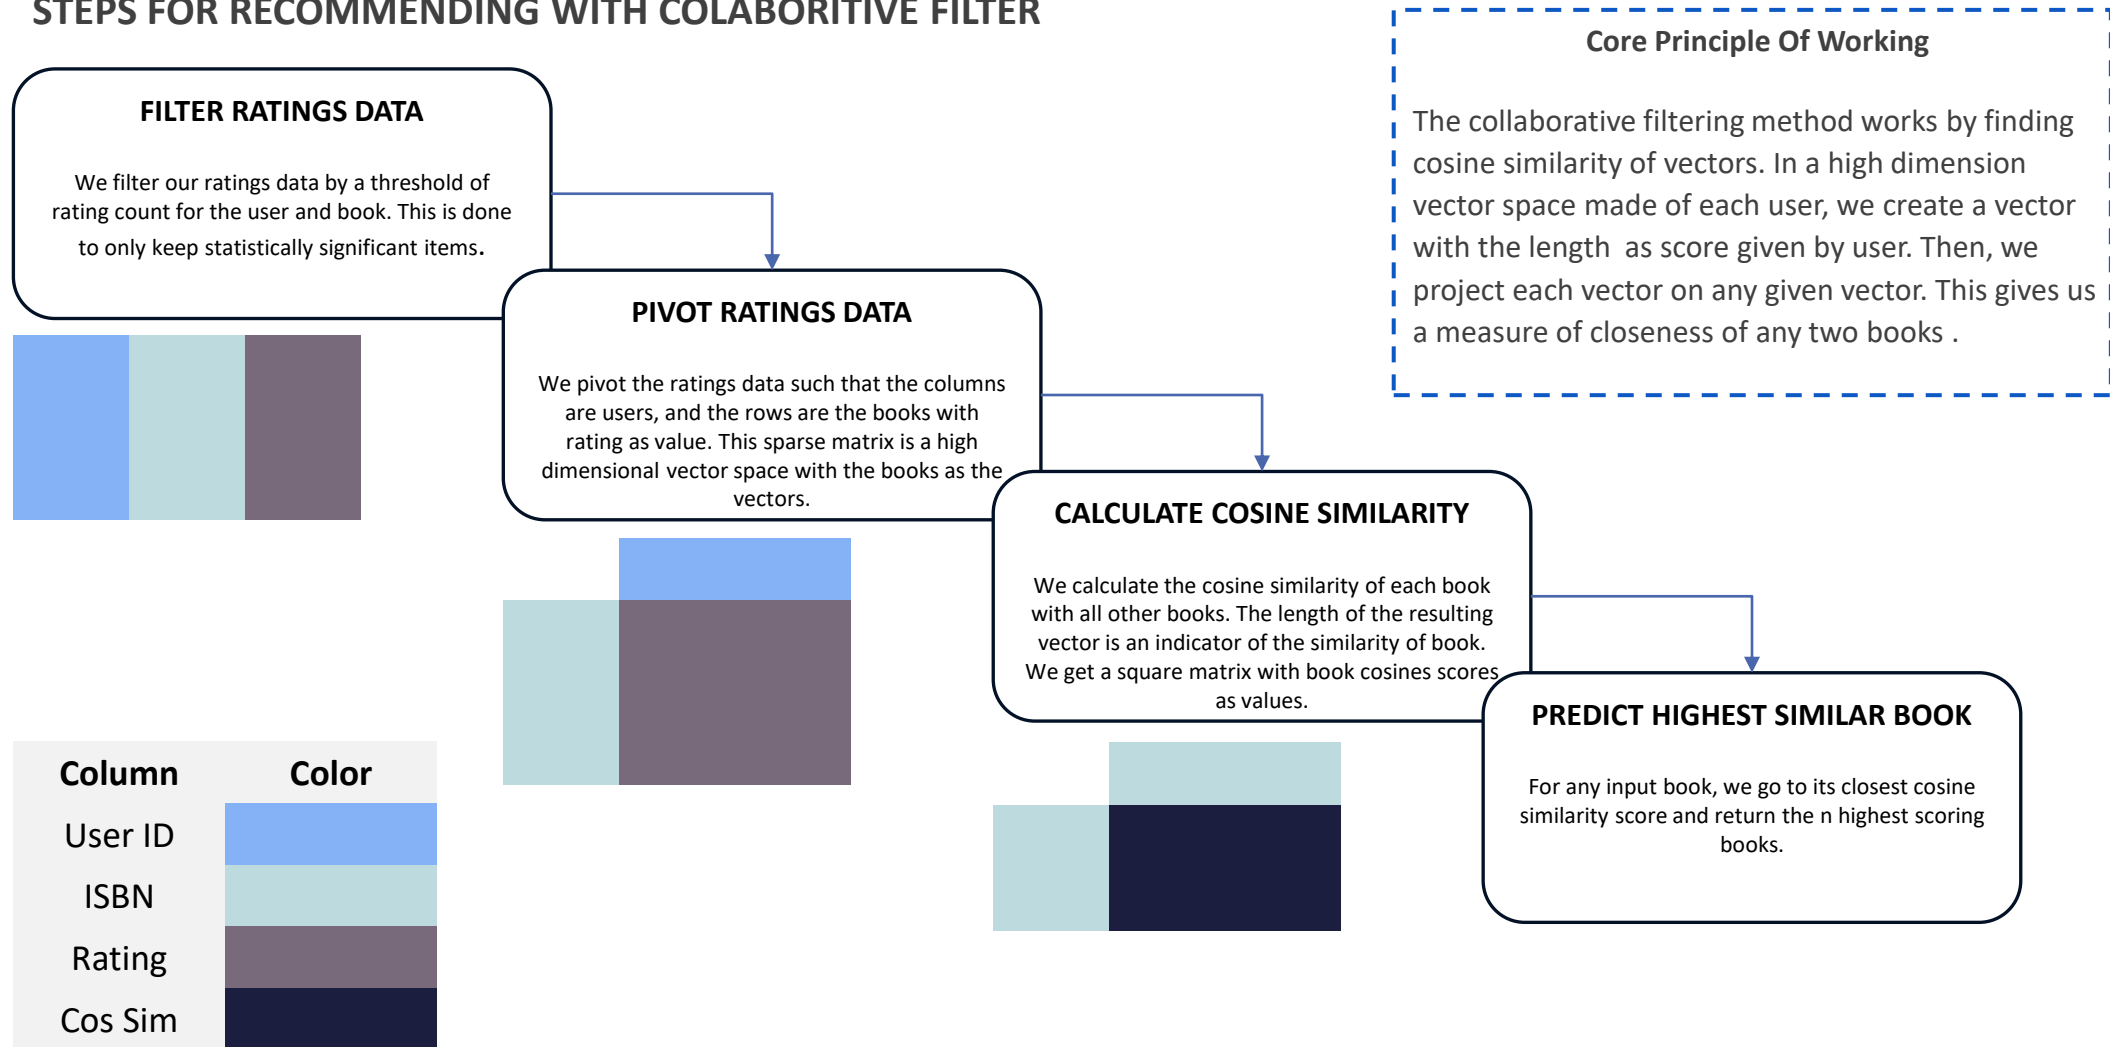 STEPS FOR RECOMMENDING WITH COLABORITIVE FILTER
Core Principle Of Working
The collaborative filtering method works by finding
cosine similarity of vectors. In a high dimension
vector space made of each user, we create a vector
with the length as score given by user. Then, we
project each vector on any given vector. This gives us
a measure of closeness of any two books .
FILTER RATINGS DATA
We filter our ratings data by a threshold of
rating count for the user and book. This is done
to only keep statistically significant items.
PIVOT RATINGS DATA
We pivot the ratings data such that the columns
are users, and the rows are the books with
rating as value. This sparse matrix is a high
dimensional vector space with the books as the
vectors.
CALCULATE COSINE SIMILARITY
We calculate the cosine similarity of each book
with all other books. The length of the resulting
vector is an indicator of the similarity of book.
We get a square matrix with book cosines scores
as values.
PREDICT HIGHEST SIMILAR BOOK
For any input book, we go to its closest cosine
similarity score and return the n highest scoring
books.
Column Color
User ID
ISBN
Rating
Cos Sim